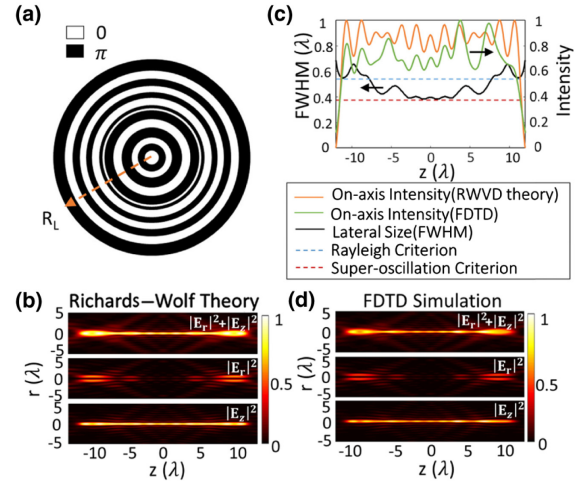 (a)
0
π
R_L
(c)
FWHM (λ)
1
0.8
0.6
0.4
0.2
0
1
0.8
0.6
0.4
0.2
0
Intensity
-10
-5
0
5
10
z (λ)
On-axis Intensity(RWVD theory)
On-axis Intensity(FDTD)
Lateral Size(FWHM)
Rayleigh Criterion
Super-oscillation Criterion
(b)
Richards—Wolf Theory
r (λ)
5
0
-5
|E_r|²+|E_z|²
5
0
-5
|E_r|²
5
0
-5
|E_z|²
1
0.5
0
-10
-5
0
5
10
z (λ)
(d)
FDTD Simulation
5
0
-5
|E_r|²+|E_z|²
5
0
-5
|E_r|²
5
0
-5
|E_z|²
1
0.5
0
-10
-5
0
5
10
z (λ)